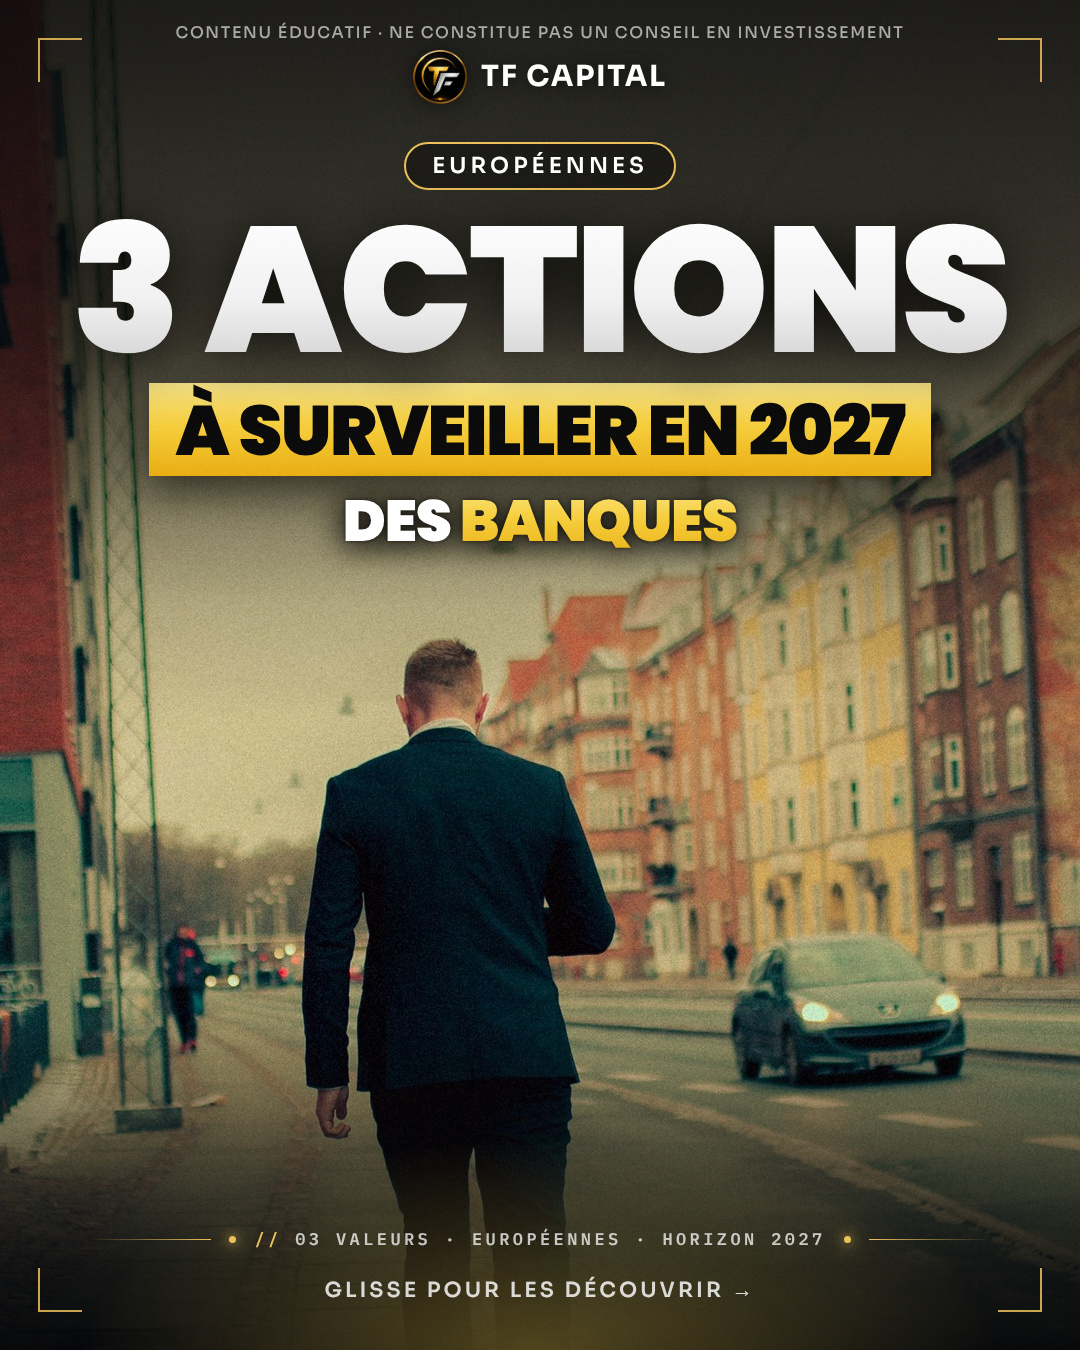 CONTENU ÉDUCATIF · NE CONSTITUE PAS UN CONSEIL EN INVESTISSEMENT
TF TF CAPITAL
EUROPÉENNES
3 ACTIONS
À SURVEILLER EN 2027
DES BANQUES
// 03 VALEURS · EUROPÉENNES · HORIZON 2027
GLISSE POUR LES DÉCOUVRIR →